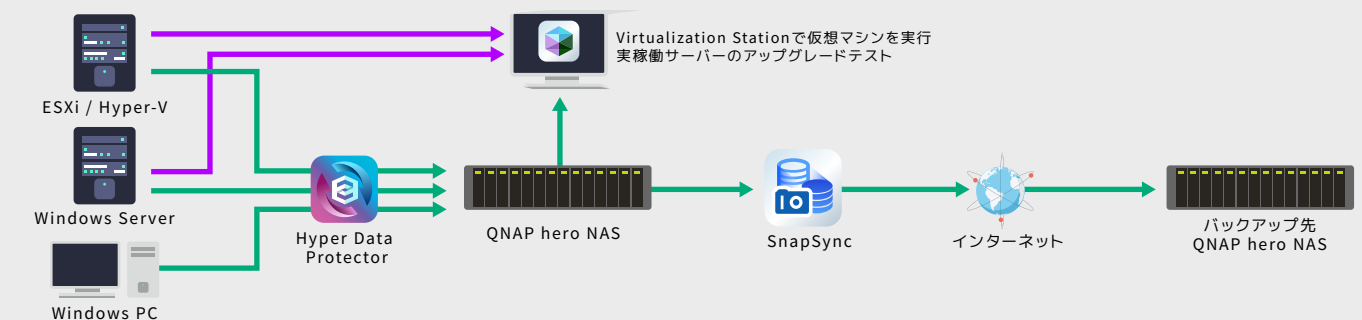 Virtualization Stationで仮想マシンを実行
実稼働サーバーのアップグレードテスト
ESXi / Hyper-V
Windows Server
Windows PC
Hyper Data
Protector
QNAP hero NAS
SnapSync
インターネット
バックアップ先
QNAP hero NAS